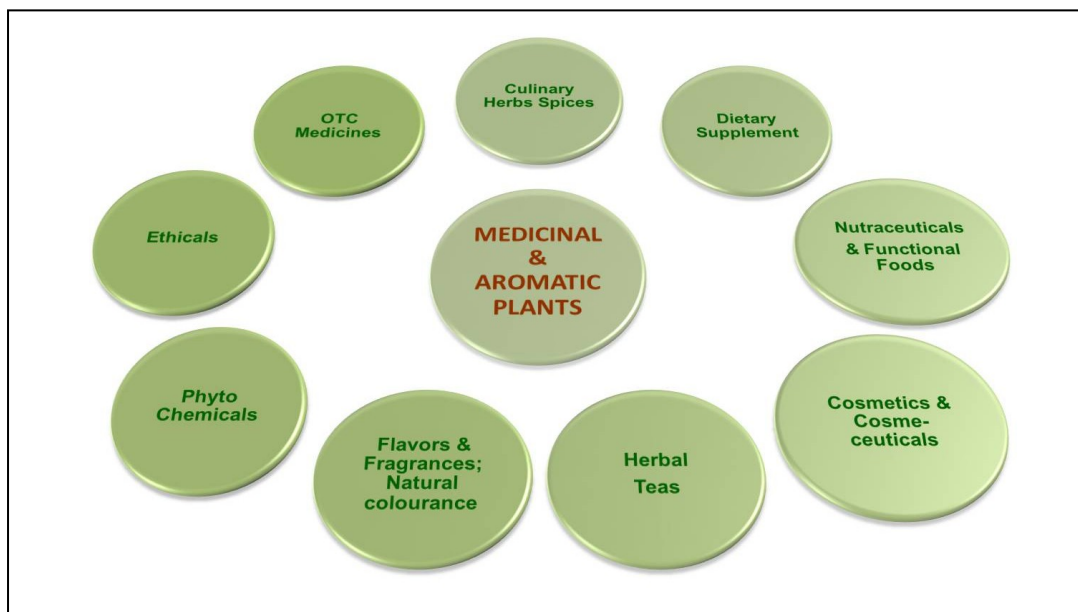 Culinary
Herbs Spices
OTC
Medicines
Dietary
Supplement
Ethicals
MEDICINAL
&
AROMATIC
PLANTS
Nutraceuticals
& Functional
Foods
Phyto
Chemicals
Flavors &
Fragrances;
Natural
colourance
Herbal
Teas
Cosmetics &
Cosme-
ceuticals